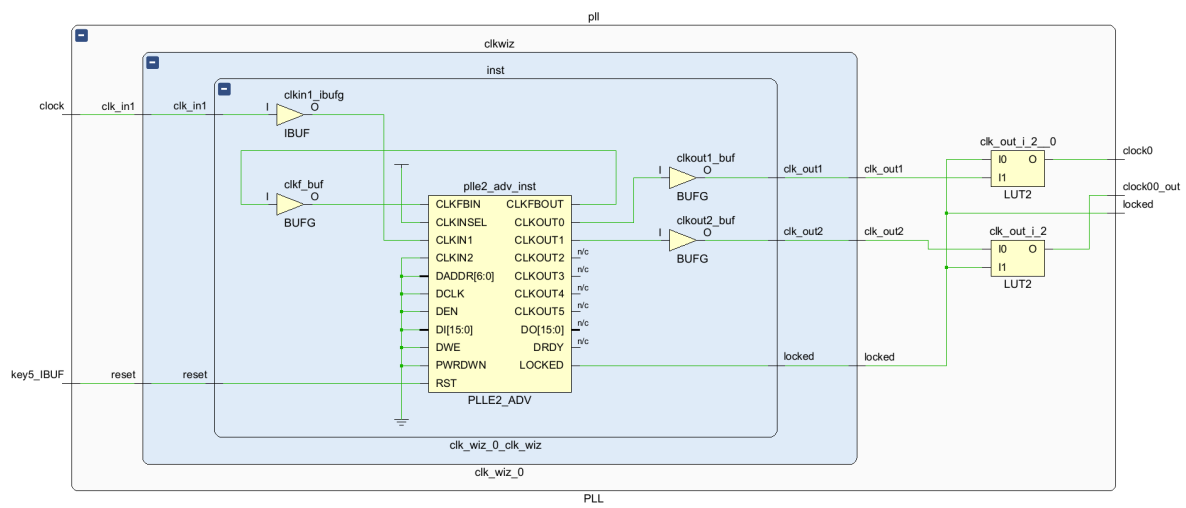 pll
clkwiz
inst
clock
clk_in1
clk_in1
clkin1_ibufg
I
O
IBUF
clkf_buf
I
O
BUFG
plle2_adv_inst
CLKFBIN
CLKFBOUT
CLKINSEL
CLKOUT0
CLKIN1
CLKOUT1
CLKIN2
CLKOUT2
n/c
DADDR[6:0]
CLKOUT3
n/c
DCLK
CLKOUT4
n/c
DEN
CLKOUT5
n/c
DI[15:0]
DO[15:0]
n/c
DWE
DRDY
n/c
PWRDWN
LOCKED
RST
PLLE2_ADV
clkout1_buf
I
O
BUFG
clkout2_buf
I
O
BUFG
clk_out1
clk_out1
clk_out2
clk_out2
locked
locked
key5_IBUF
reset
reset
clk_out_i_2__0
I0
O
I1
LUT2
clk_out_i_2
I0
O
I1
LUT2
clock0
clock00_out
locked
clk_wiz_0_clk_wiz
clk_wiz_0
PLL